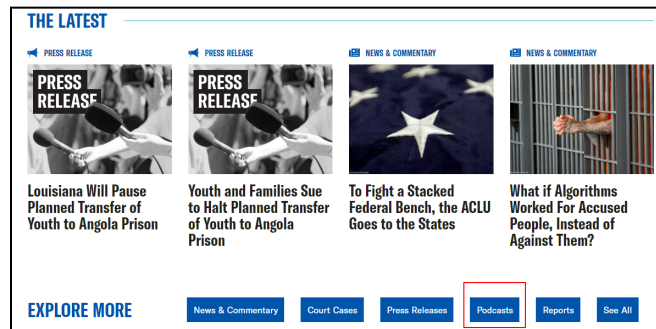 THE LATEST
PRESS RELEASE
PRESS
RELEASE
Louisiana Will Pause
Planned Transfer of
Youth to Angola Prison
PRESS RELEASE
PRESS
RELEASE
Youth and Families Sue
to Halt Planned Transfer
of Youth to Angola
Prison
NEWS & COMMENTARY
To Fight a Stacked
Federal Bench, the ACLU
Goes to the States
NEWS & COMMENTARY
What if Algorithms
Worked For Accused
People, Instead of
Against Them?
EXPLORE MORE
News & Commentary
Court Cases
Press Releases
Podcasts
Reports
See All